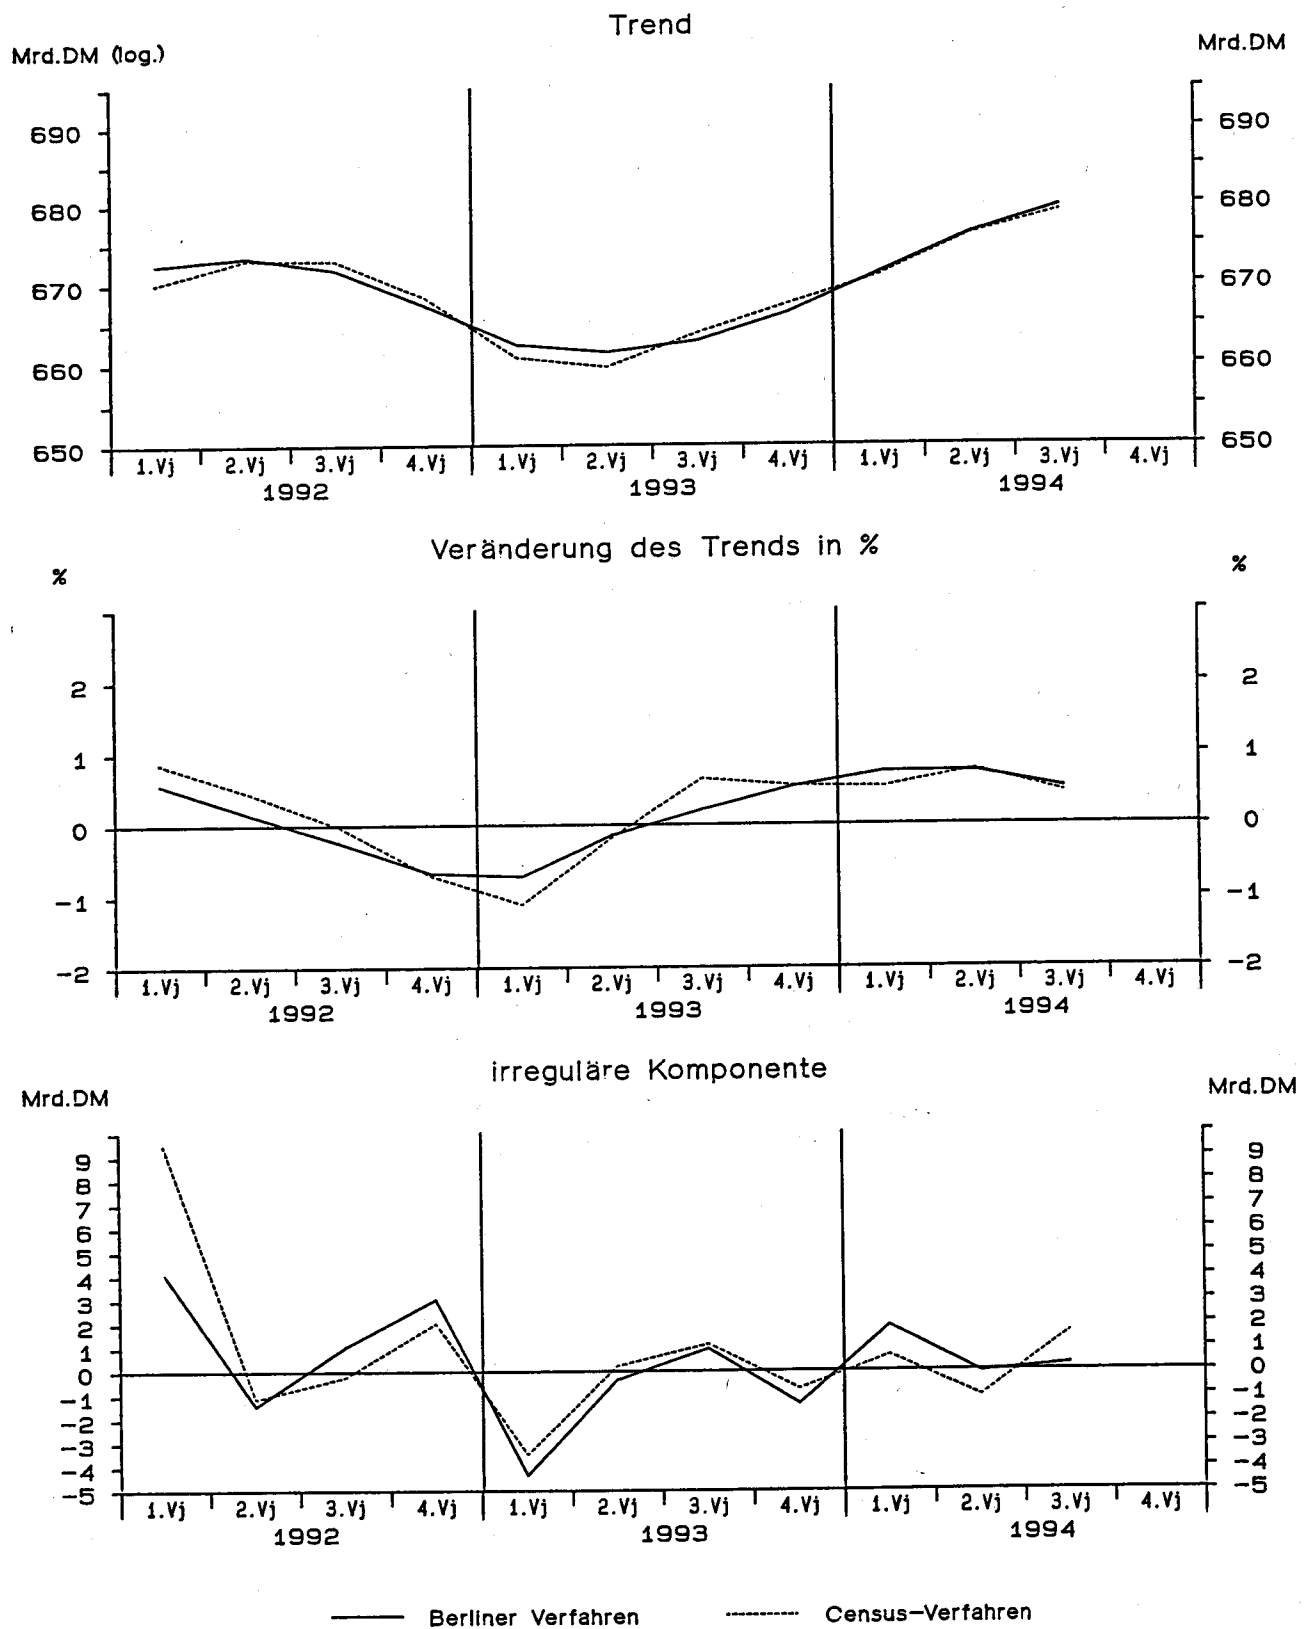 Trend
Mrd.DM (log.) Mrd.DM
690 690
680 680
670 670
660 660
650 650
1.Vj 2.Vj 3.Vj 4.Vj 1.Vj 2.Vj 3.Vj 4.Vj 1.Vj 2.Vj 3.Vj 4.Vj
1992 1993 1994
Veränderung des Trends in %
% %
2 2
1 1
0 0
-1 -1
-2 -2
1.Vj 2.Vj 3.Vj 4.Vj 1.Vj 2.Vj 3.Vj 4.Vj 1.Vj 2.Vj 3.Vj 4.Vj
1992 1993 1994
irreguläre Komponente
Mrd.DM Mrd.DM
9 9
8 8
7 7
6 6
5 5
4 4
3 3
2 2
1 1
0 0
-1 -1
-2 -2
-3 -3
-4 -4
-5 -5
1.Vj 2.Vj 3.Vj 4.Vj 1.Vj 2.Vj 3.Vj 4.Vj 1.Vj 2.Vj 3.Vj 4.Vj
1992 1993 1994
Berliner Verfahren Census-Verfahren